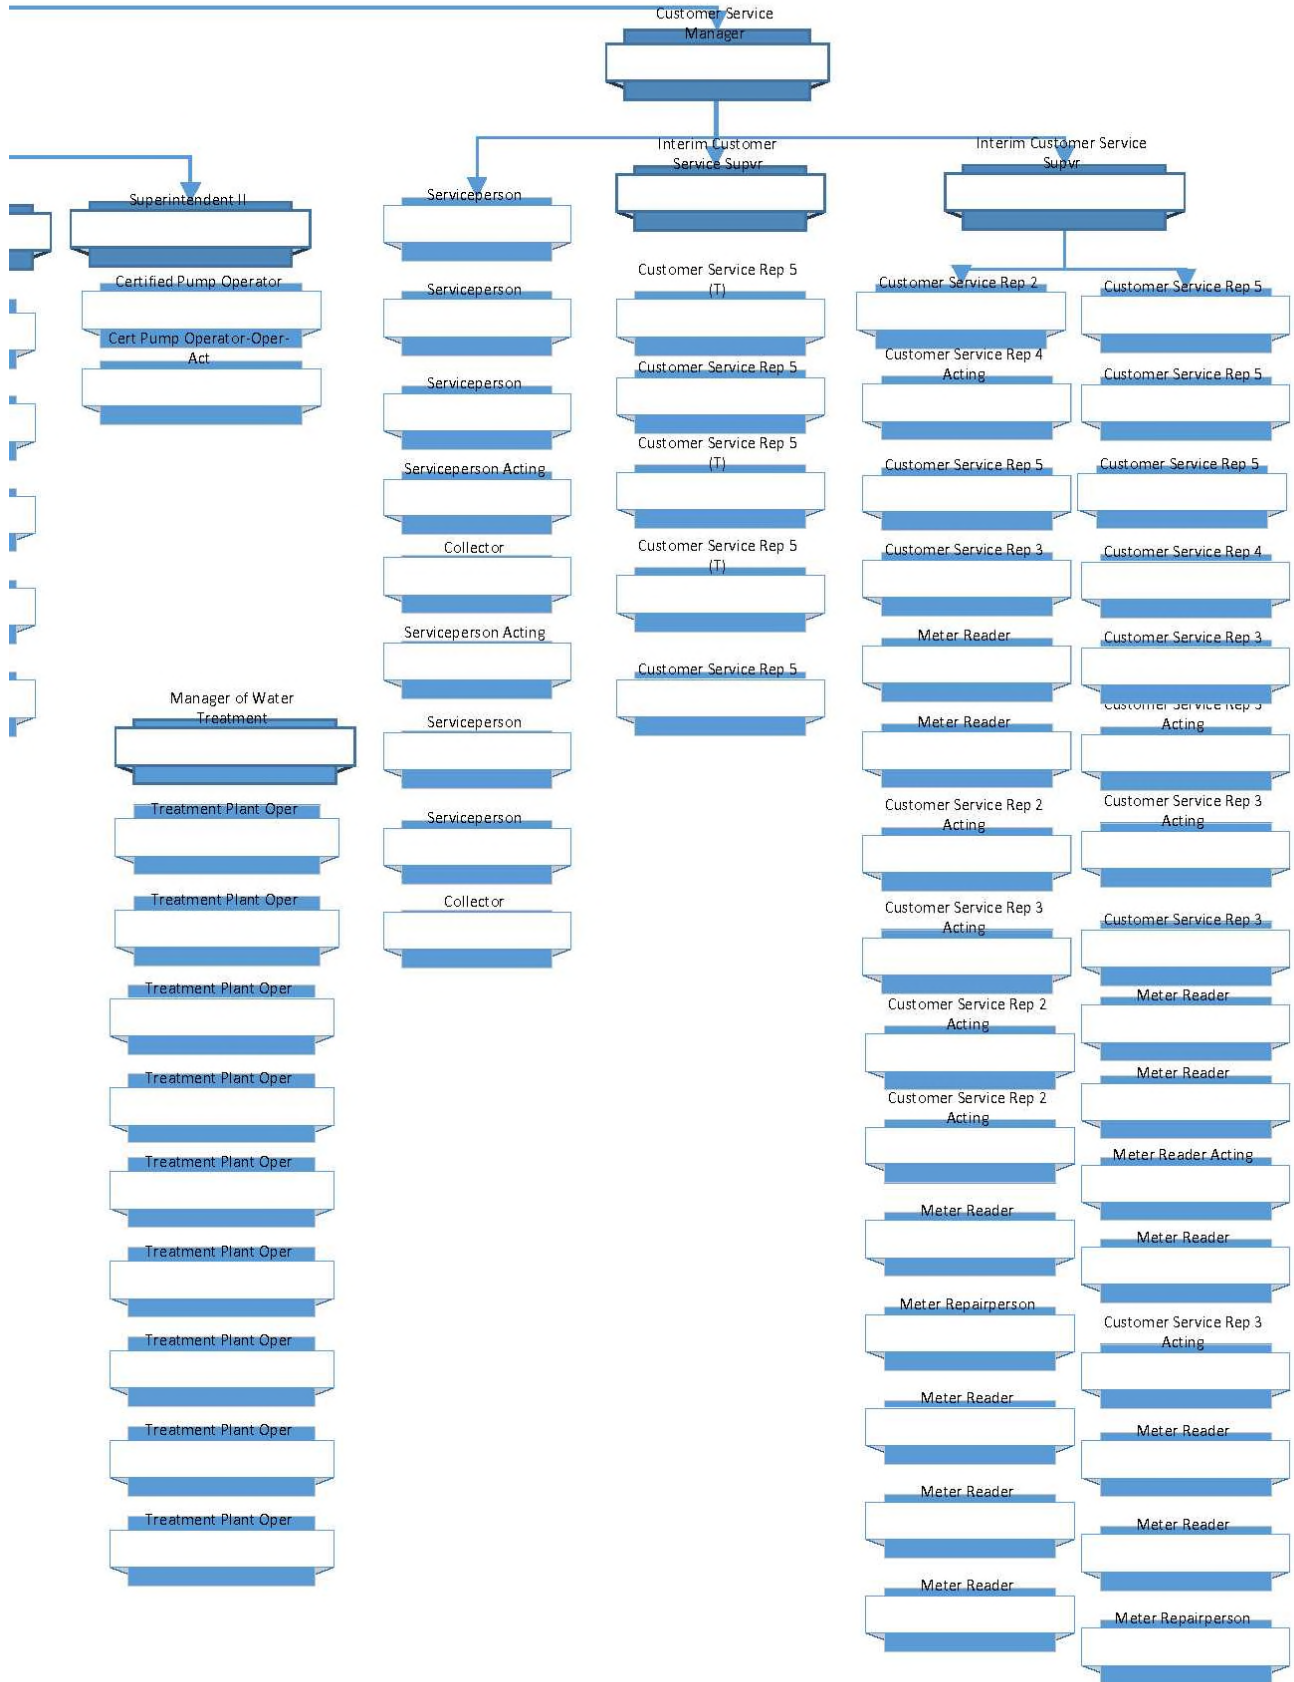 Customer Service
Manager
Interim Customer
Service Supvr
Interim Customer Service
Supvr
Superintendent II
Certified Pump Operator
Cert Pump Operator-Oper-
Act
Manager of Water
Treatment
Treatment Plant Oper
Treatment Plant Oper
Treatment Plant Oper
Treatment Plant Oper
Treatment Plant Oper
Treatment Plant Oper
Treatment Plant Oper
Treatment Plant Oper
Treatment Plant Oper
Serviceperson
Serviceperson
Serviceperson
Serviceperson Acting
Collector
Serviceperson Acting
Serviceperson
Serviceperson
Collector
Customer Service Rep 5
(T)
Customer Service Rep 5
Customer Service Rep 5
(T)
Customer Service Rep 5
(T)
Customer Service Rep 5
Customer Service Rep 2
Customer Service Rep 4
Acting
Customer Service Rep 5
Customer Service Rep 3
Meter Reader
Meter Reader
Customer Service Rep 2
Acting
Customer Service Rep 3
Acting
Customer Service Rep 2
Acting
Customer Service Rep 2
Acting
Meter Reader
Meter Repairperson
Meter Reader
Meter Reader
Meter Reader
Customer Service Rep 5
Customer Service Rep 5
Customer Service Rep 5
Customer Service Rep 4
Customer Service Rep 3
Customer Service Rep 3
Acting
Customer Service Rep 3
Acting
Customer Service Rep 3
Meter Reader
Meter Reader
Meter Reader Acting
Meter Reader
Customer Service Rep 3
Acting
Meter Reader
Meter Reader
Meter Repairperson